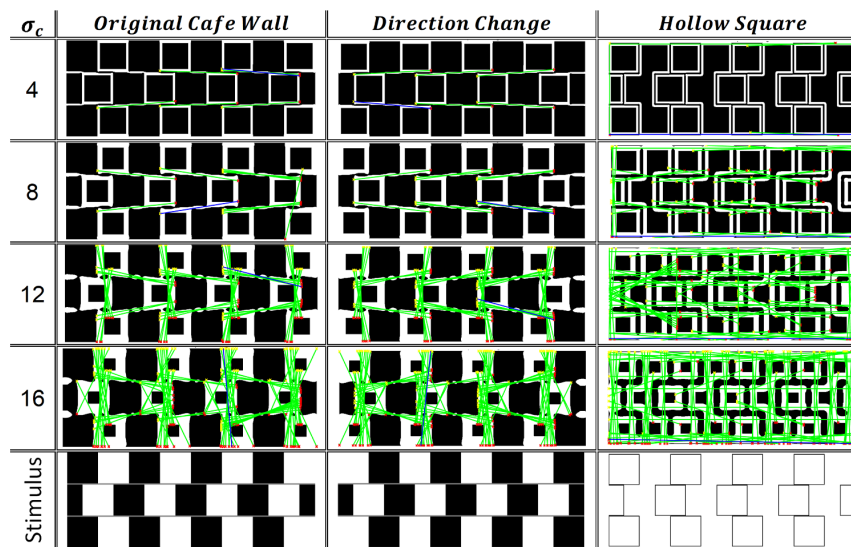 σc Original Cafe Wall Direction Change Hollow Square
4
8
12
16
Stimulus